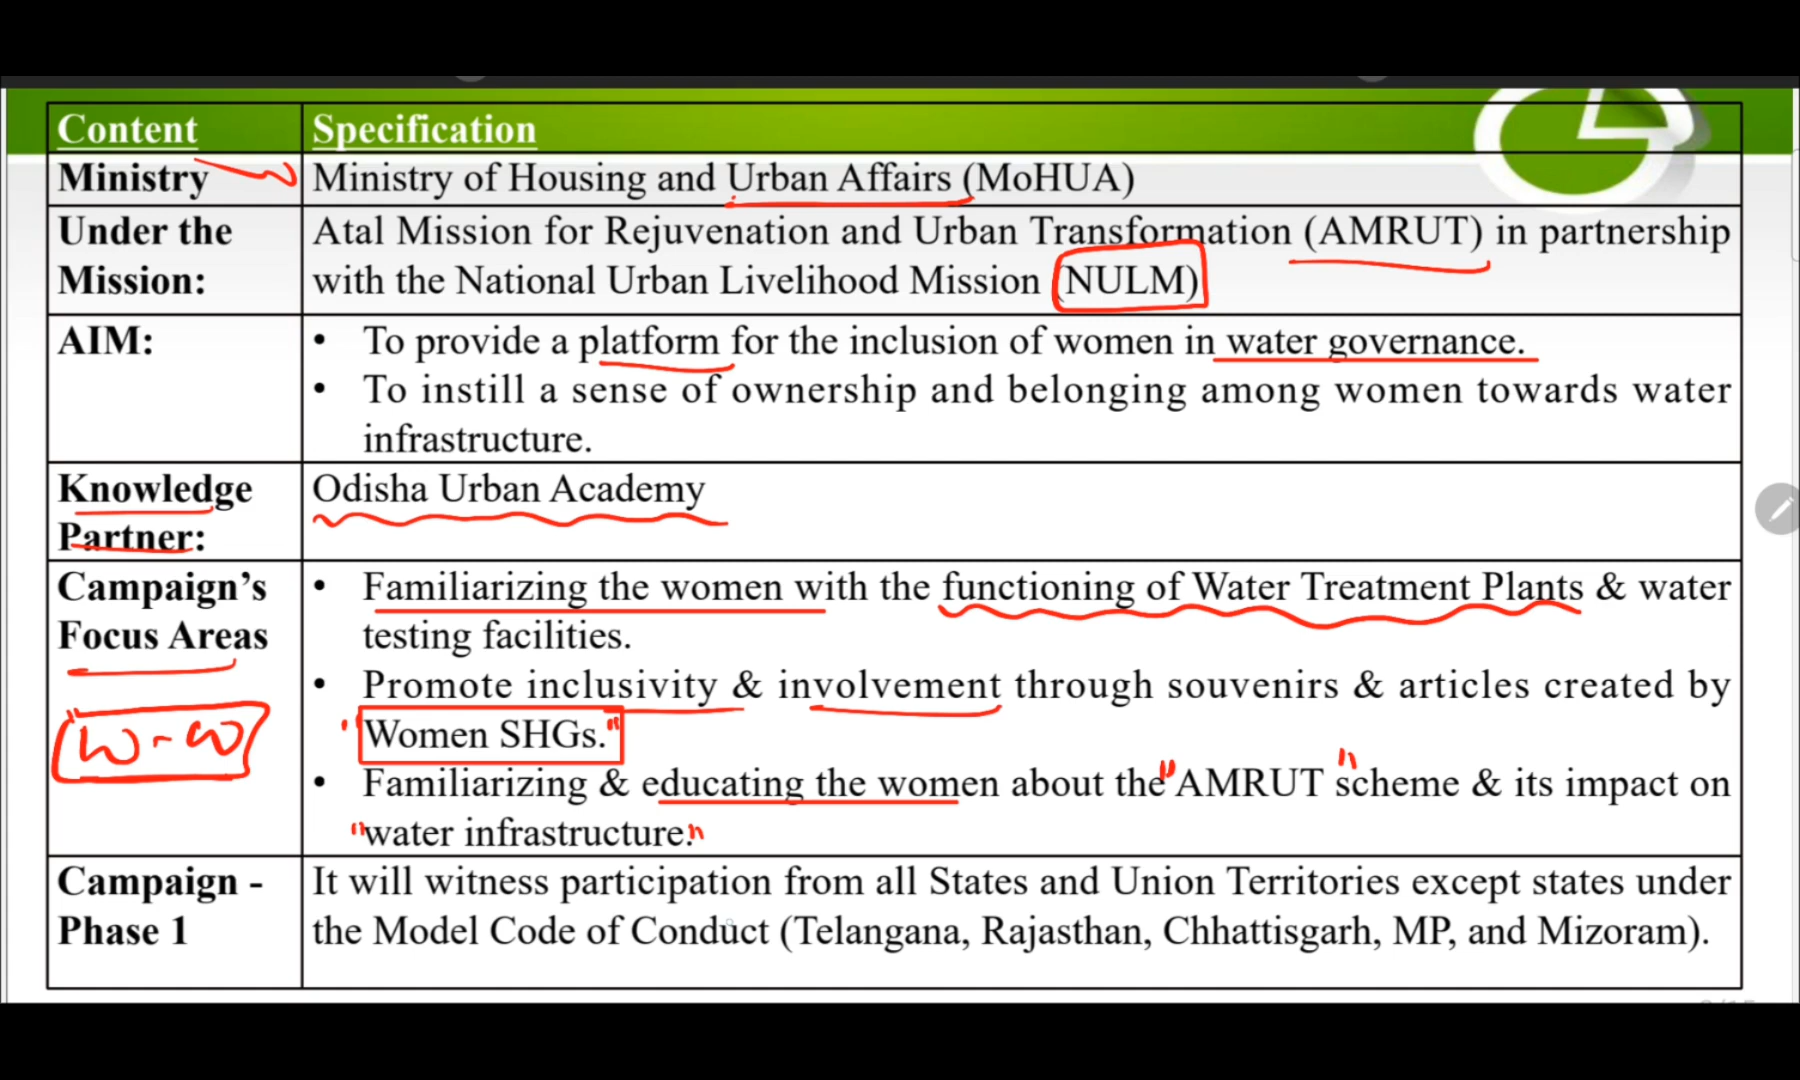 Content Specification
Ministry Ministry of Housing and Urban Affairs (MoHUA)
Under the Atal Mission for Rejuvenation and Urban Transformation (AMRUT) in partnership
Mission: with the National Urban Livelihood Mission (NULM)
AIM: • To provide a platform for the inclusion of women in water governance.
• To instill a sense of ownership and belonging among women towards water
infrastructure.
Knowledge Odisha Urban Academy
Partner:
Campaign’s • Familiarizing the women with the functioning of Water Treatment Plants & water
Focus Areas testing facilities.
• Promote inclusivity & involvement through souvenirs & articles created by
W - W "Women SHGs."
• Familiarizing & educating the women about the "AMRUT "scheme & its impact on
"water infrastructure."
Campaign - It will witness participation from all States and Union Territories except states under
Phase 1 the Model Code of Conduct (Telangana, Rajasthan, Chhattisgarh, MP, and Mizoram).